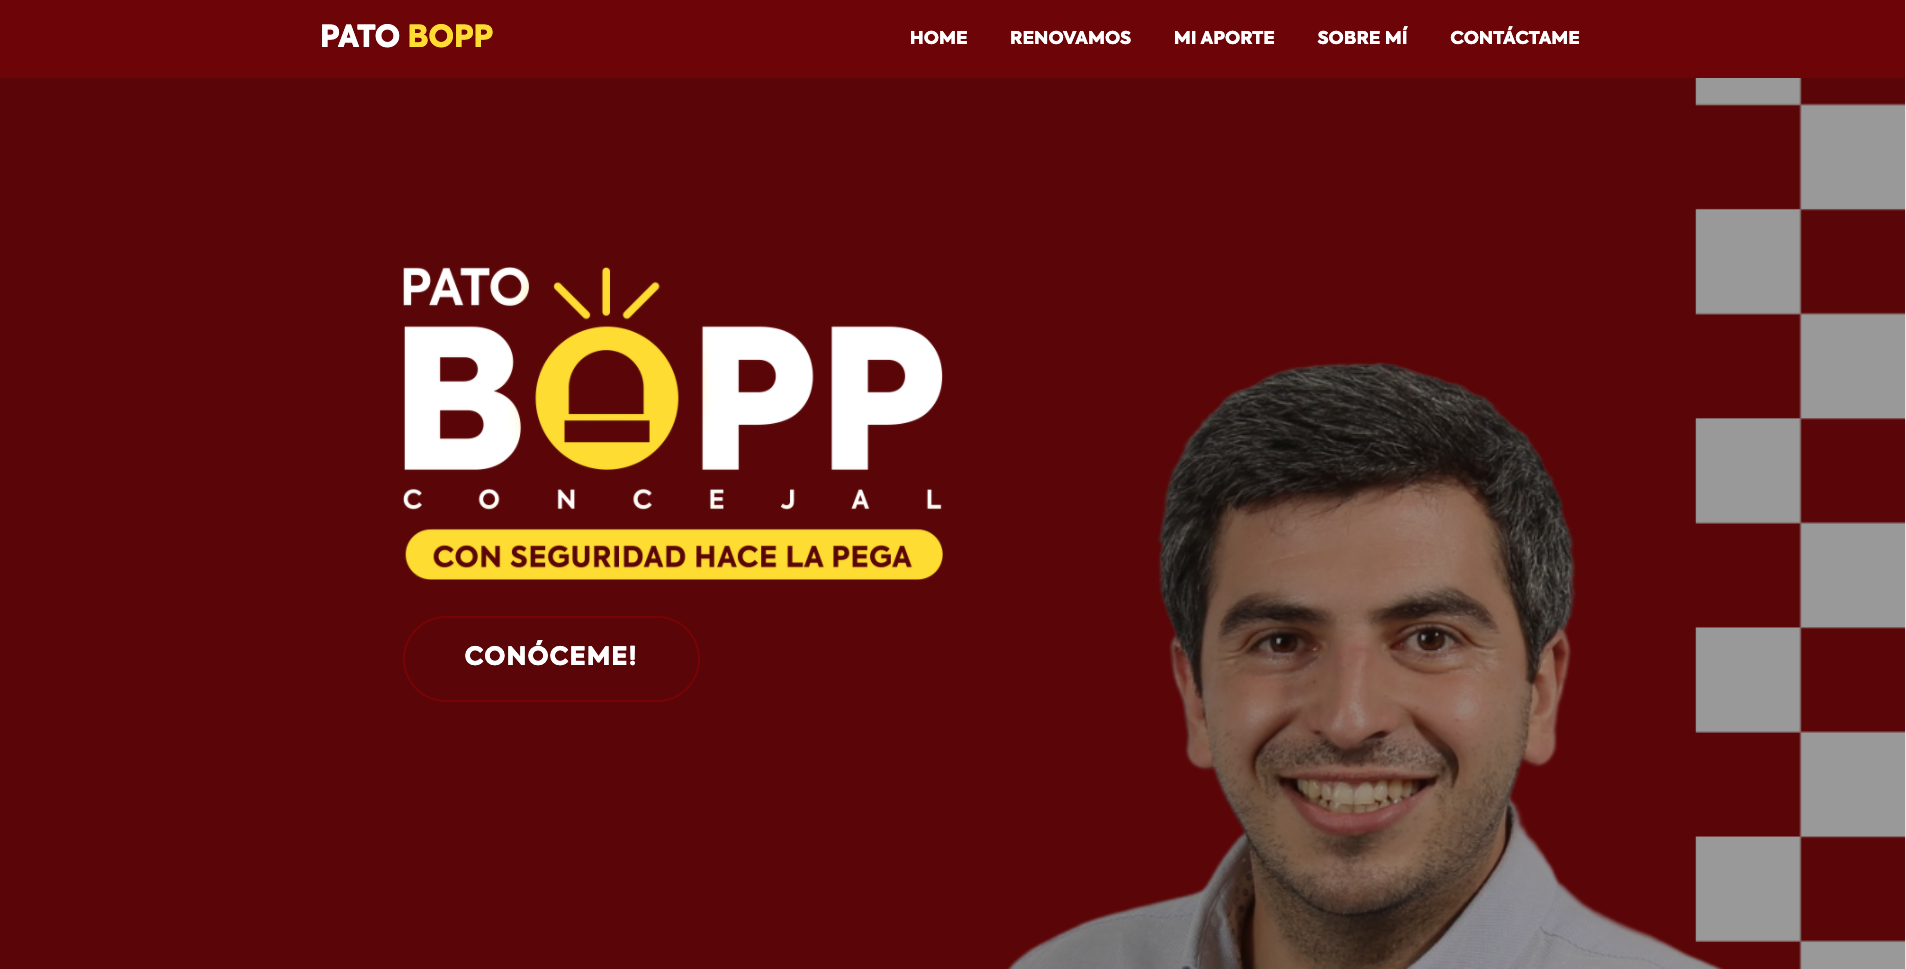 PATO BOPP
HOME RENOVAMOS MI APORTE SOBRE MÍ CONTÁCTAME
PATO
BOPP
CONCEJAL
CON SEGURIDAD HACE LA PEGA
CONÓCEME!